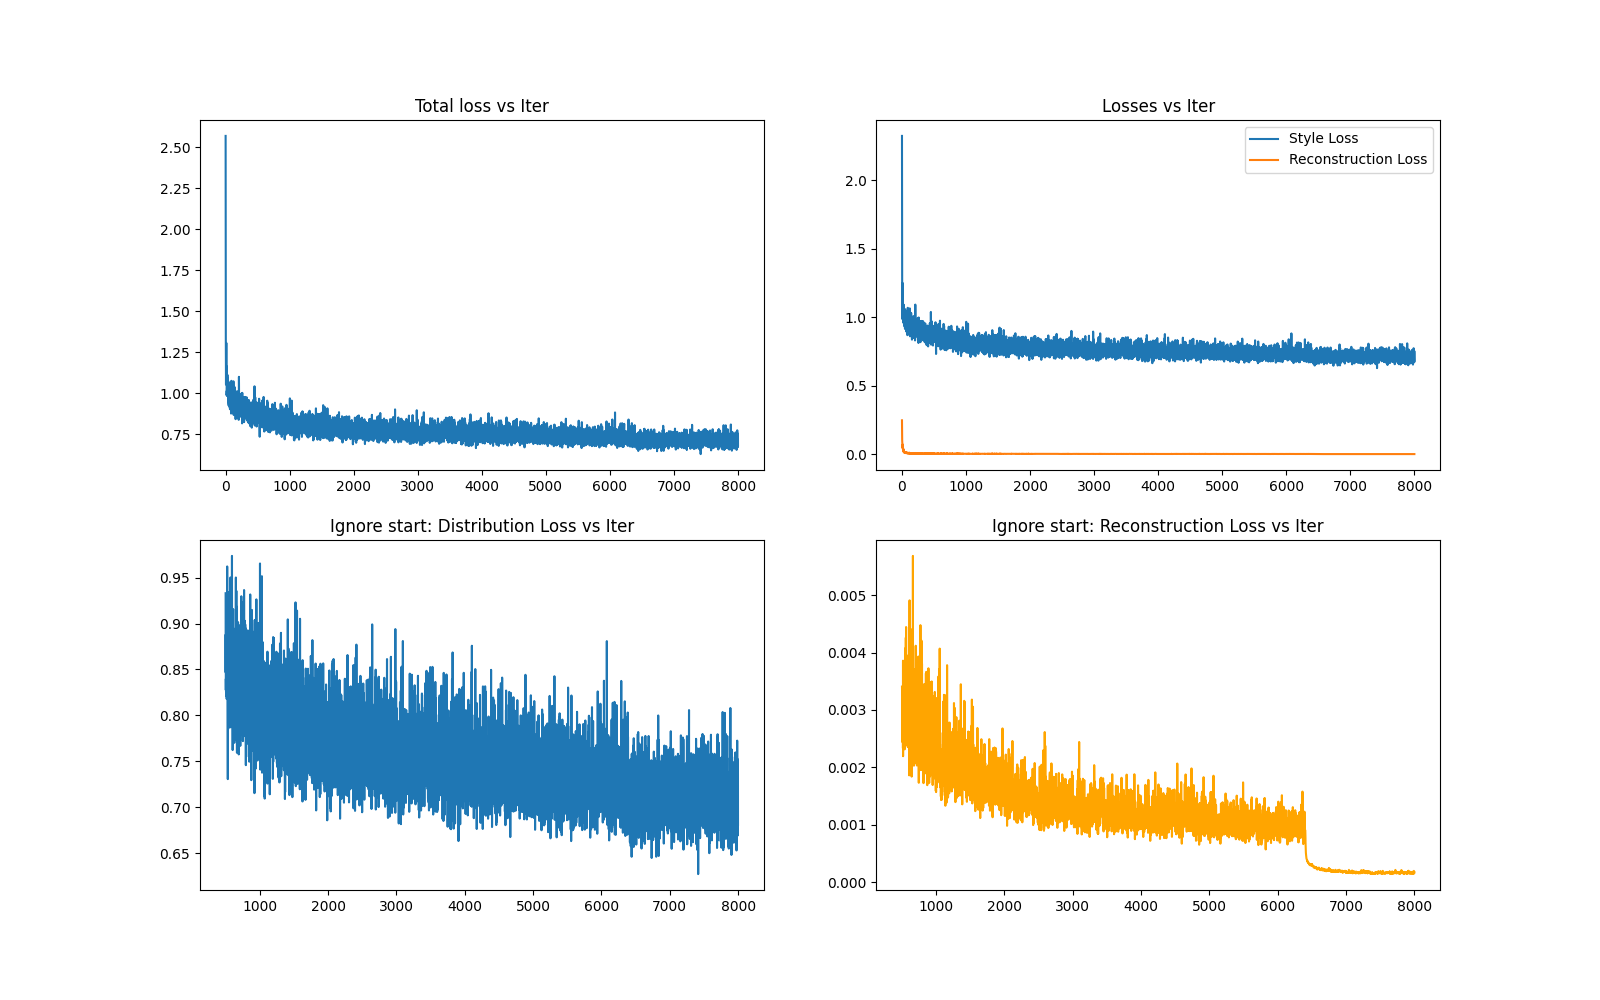 Total loss vs Iter
2.50
2.25
2.00
1.75
1.50
1.25
1.00
0.75
0 1000 2000 3000 4000 5000 6000 7000 8000
Losses vs Iter
Style Loss
Reconstruction Loss
2.0
1.5
1.0
0.5
0.0
0 1000 2000 3000 4000 5000 6000 7000 8000
Ignore start: Distribution Loss vs Iter
0.95
0.90
0.85
0.80
0.75
0.70
0.65
1000 2000 3000 4000 5000 6000 7000 8000
Ignore start: Reconstruction Loss vs Iter
0.005
0.004
0.003
0.002
0.001
0.000
1000 2000 3000 4000 5000 6000 7000 8000